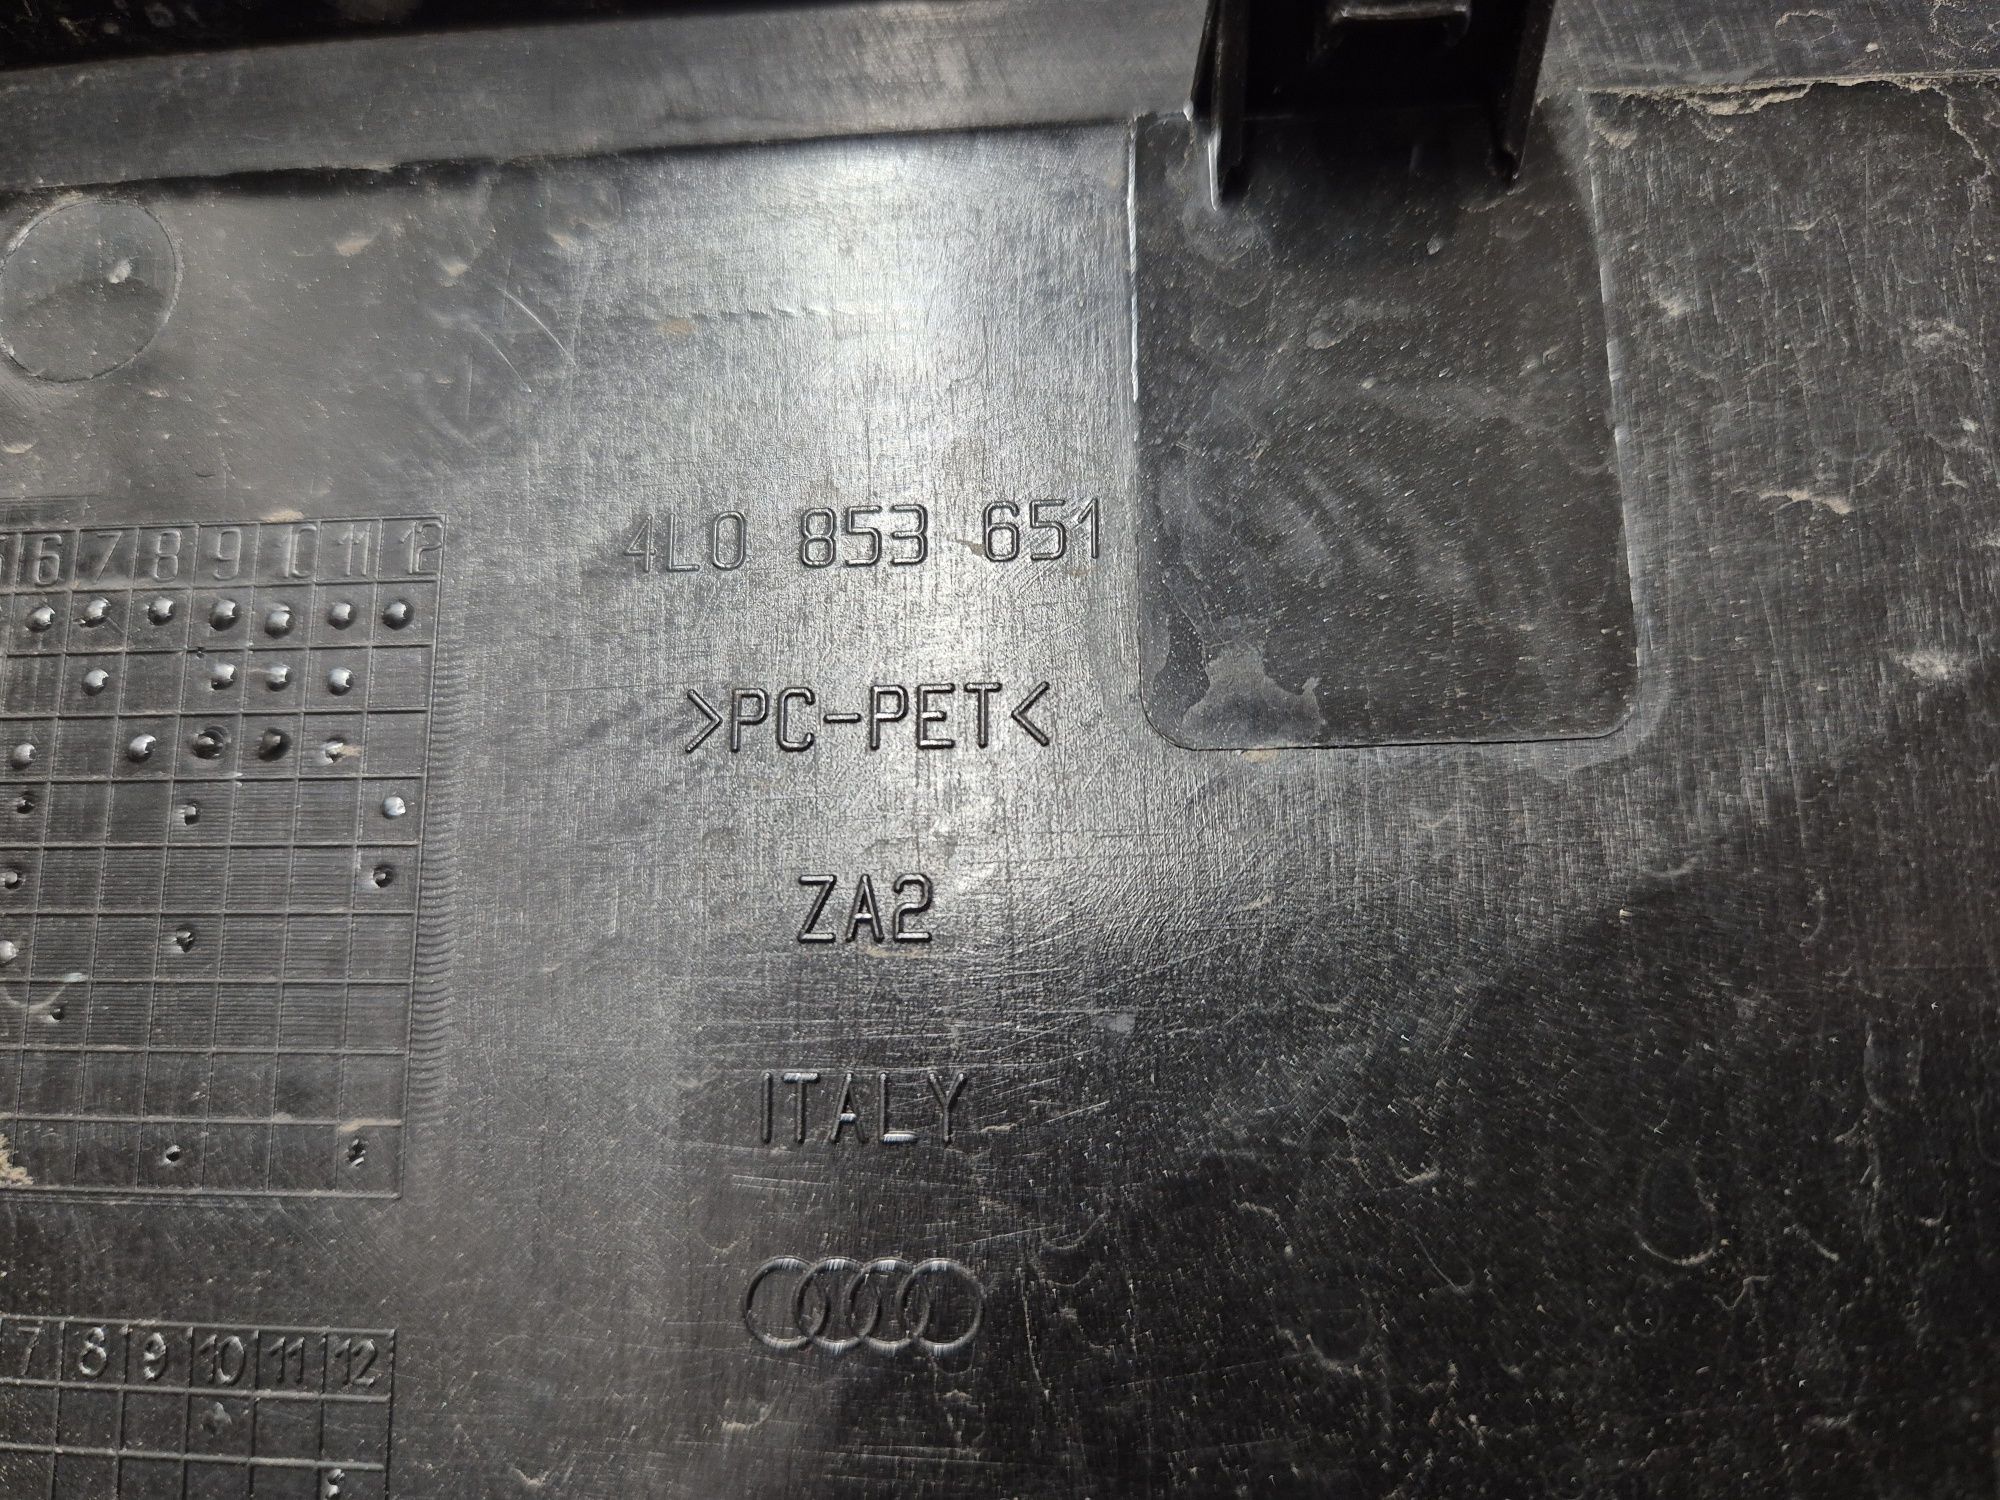 4L0 853 651
6 7 8 9 10 11 12
>PC-PET<
ZA2
ITALY
7 8 9 10 11 12